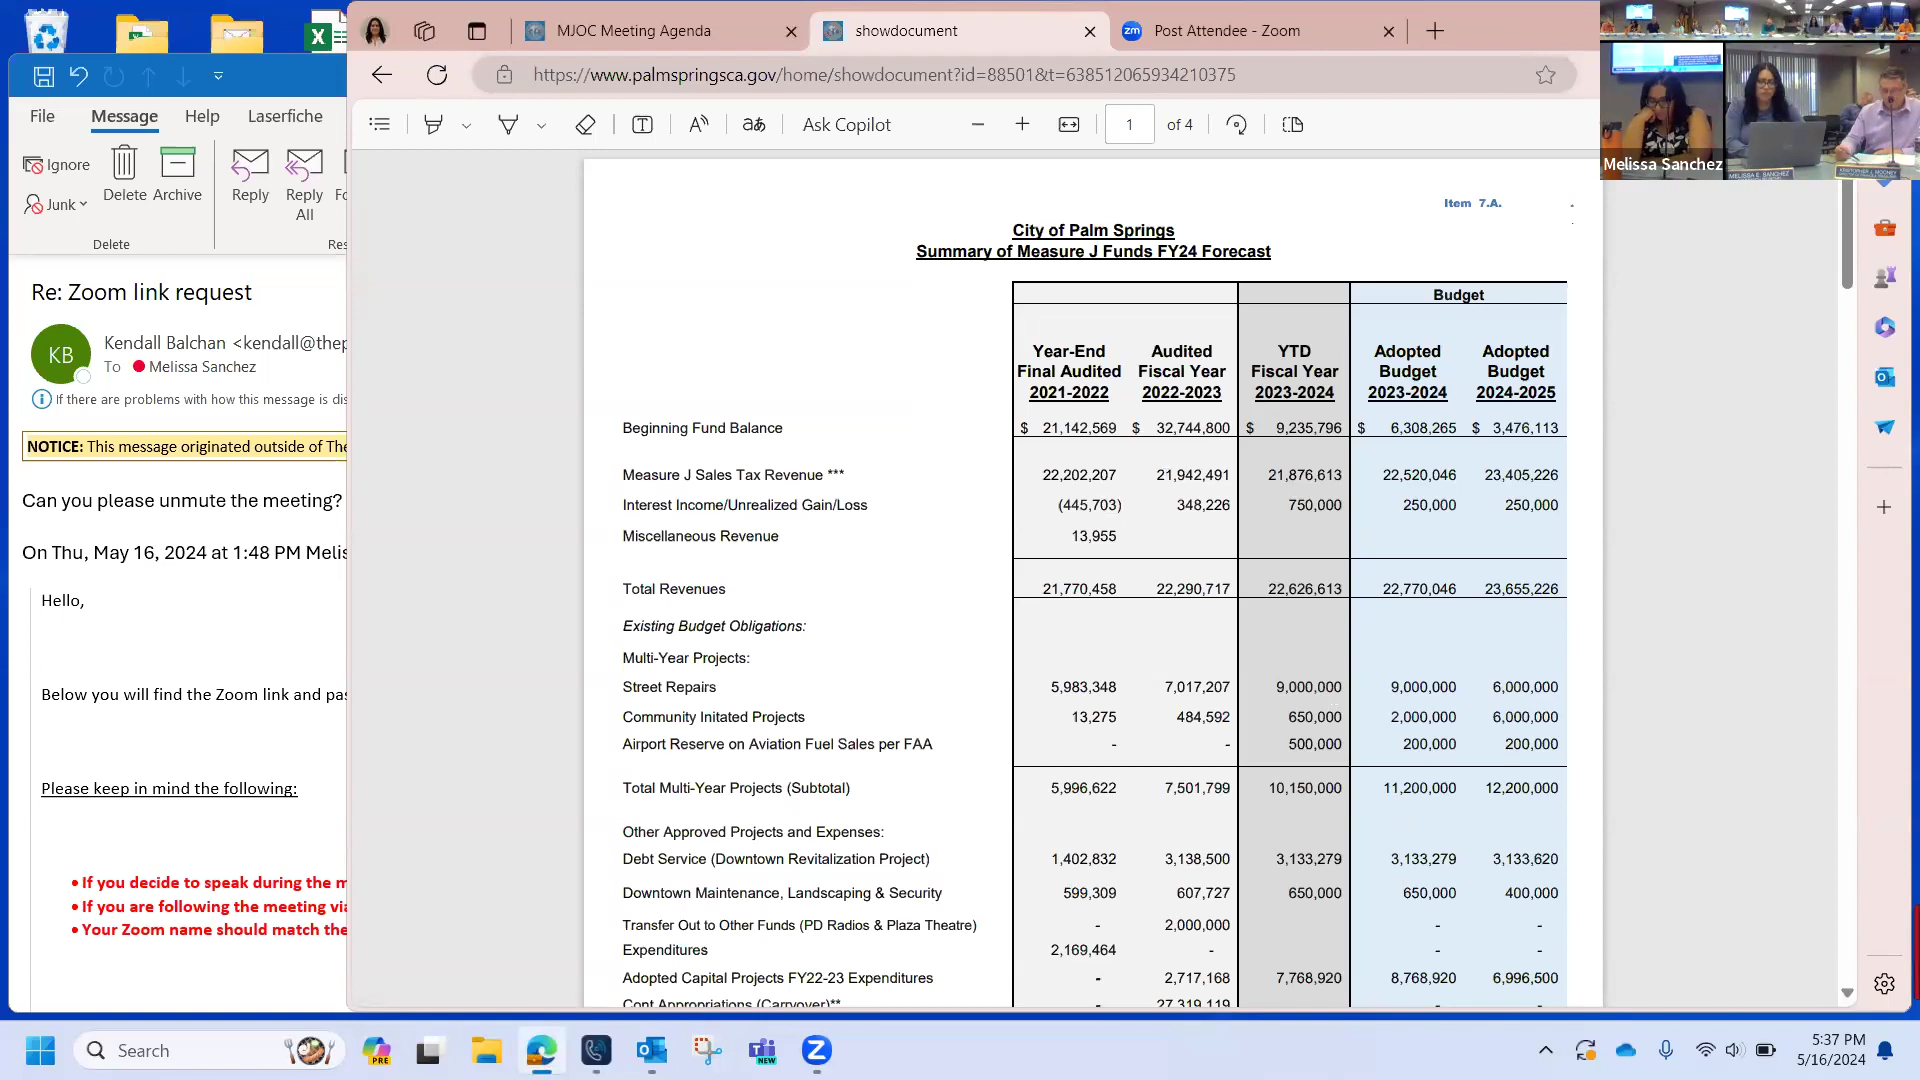 MJOC Meeting Agenda
showdocument
zm Post Attendee - Zoom
https://www.palmspringsca.gov/home/showdocument?id=88501&t=638512065934210375
Ask Copilot
1 of 4
Melissa Sanchez
File Message Help Laserfiche
Ignore
Junk
Delete Archive
Reply Reply All
Delete
Re: Zoom link request
KB
Kendall Balchan <kendall@thep
To Melissa Sanchez
If there are problems with how this message is dis
NOTICE: This message originated outside of The
Can you please unmute the meeting?
On Thu, May 16, 2024 at 1:48 PM Melis
Hello,
Below you will find the Zoom link and pas
Please keep in mind the following:
• If you decide to speak during the m
• If you are following the meeting via
• Your Zoom name should match the
Item 7.A.
City of Palm Springs
Summary of Measure J Funds FY24 Forecast
Budget
Year-End Final Audited 2021-2022 Audited Fiscal Year 2022-2023 YTD Fiscal Year 2023-2024 Adopted Budget 2023-2024 Adopted Budget 2024-2025
Beginning Fund Balance $ 21,142,569 $ 32,744,800 $ 9,235,796 $ 6,308,265 $ 3,476,113
Measure J Sales Tax Revenue *** 22,202,207 21,942,491 21,876,613 22,520,046 23,405,226
Interest Income/Unrealized Gain/Loss (445,703) 348,226 750,000 250,000 250,000
Miscellaneous Revenue 13,955
Total Revenues 21,770,458 22,290,717 22,626,613 22,770,046 23,655,226
Existing Budget Obligations:
Multi-Year Projects:
Street Repairs 5,983,348 7,017,207 9,000,000 9,000,000 6,000,000
Community Initated Projects 13,275 484,592 650,000 2,000,000 6,000,000
Airport Reserve on Aviation Fuel Sales per FAA - - 500,000 200,000 200,000
Total Multi-Year Projects (Subtotal) 5,996,622 7,501,799 10,150,000 11,200,000 12,200,000
Other Approved Projects and Expenses:
Debt Service (Downtown Revitalization Project) 1,402,832 3,138,500 3,133,279 3,133,279 3,133,620
Downtown Maintenance, Landscaping & Security 599,309 607,727 650,000 650,000 400,000
Transfer Out to Other Funds (PD Radios & Plaza Theatre) - 2,000,000 - -
Expenditures 2,169,464 - - -
Adopted Capital Projects FY22-23 Expenditures - 2,717,168 7,768,920 8,768,920 6,996,500
Cont Appropriations (Carryover)** - 27,319,119 - -
Search
PRE
NEW
5:37 PM
5/16/2024